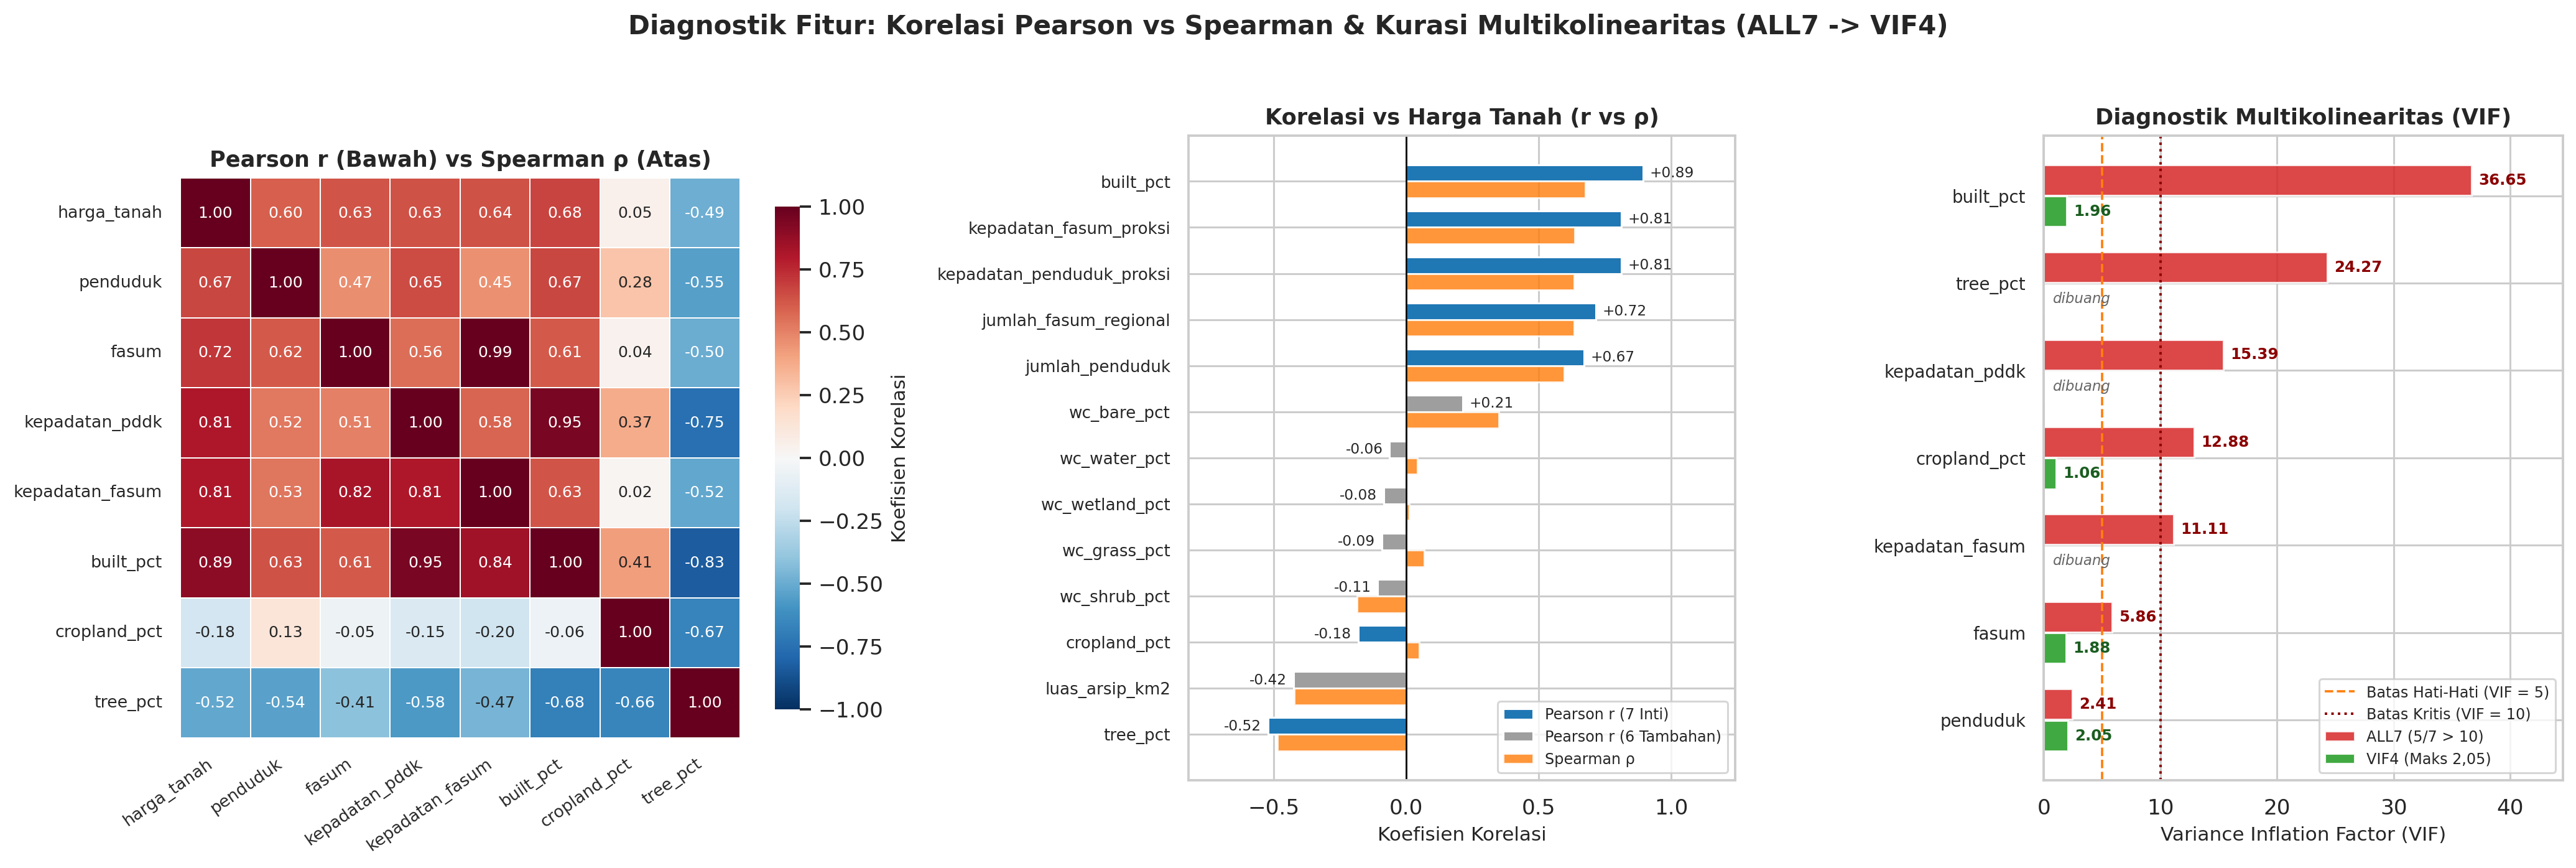 Diagnostik Fitur: Korelasi Pearson vs Spearman & Kurasi Multikolinearitas (ALL7 -> VIF4)
Pearson r (Bawah) vs Spearman ρ (Atas)
harga_tanah 1.00 0.60 0.63 0.63 0.64 0.68 0.05 -0.49
penduduk 0.67 1.00 0.47 0.65 0.45 0.67 0.28 -0.55
fasum 0.72 0.62 1.00 0.56 0.99 0.61 0.04 -0.50
kepadatan_pddk 0.81 0.52 0.51 1.00 0.58 0.95 0.37 -0.75
kepadatan_fasum 0.81 0.53 0.82 0.81 1.00 0.63 0.02 -0.52
built_pct 0.89 0.63 0.61 0.95 0.84 1.00 0.41 -0.83
cropland_pct -0.18 0.13 -0.05 -0.15 -0.20 -0.06 1.00 -0.67
tree_pct -0.52 -0.54 -0.41 -0.58 -0.47 -0.68 -0.66 1.00
harga_tanah penduduk fasum kepadatan_pddk kepadatan_fasum built_pct cropland_pct tree_pct
1.00
0.75
0.50
0.25
0.00
−0.25
−0.50
−0.75
−1.00
Koefisien Korelasi
Korelasi vs Harga Tanah (r vs ρ)
built_pct +0.89
kepadatan_fasum_proksi +0.81
kepadatan_penduduk_proksi +0.81
jumlah_fasum_regional +0.72
jumlah_penduduk +0.67
wc_bare_pct +0.21
wc_water_pct -0.06
wc_wetland_pct -0.08
wc_grass_pct -0.09
wc_shrub_pct -0.11
cropland_pct -0.18
luas_arsip_km2 -0.42
tree_pct -0.52
Pearson r (7 Inti)
Pearson r (6 Tambahan)
Spearman ρ
−0.5 0.0 0.5 1.0
Koefisien Korelasi
Diagnostik Multikolinearitas (VIF)
built_pct 36.65
1.96
tree_pct 24.27
dibuang
kepadatan_pddk 15.39
dibuang
cropland_pct 12.88
1.06
kepadatan_fasum 11.11
dibuang
fasum 5.86
1.88
penduduk 2.41
2.05
Batas Hati-Hati (VIF = 5)
Batas Kritis (VIF = 10)
ALL7 (5/7 > 10)
VIF4 (Maks 2,05)
0 10 20 30 40
Variance Inflation Factor (VIF)